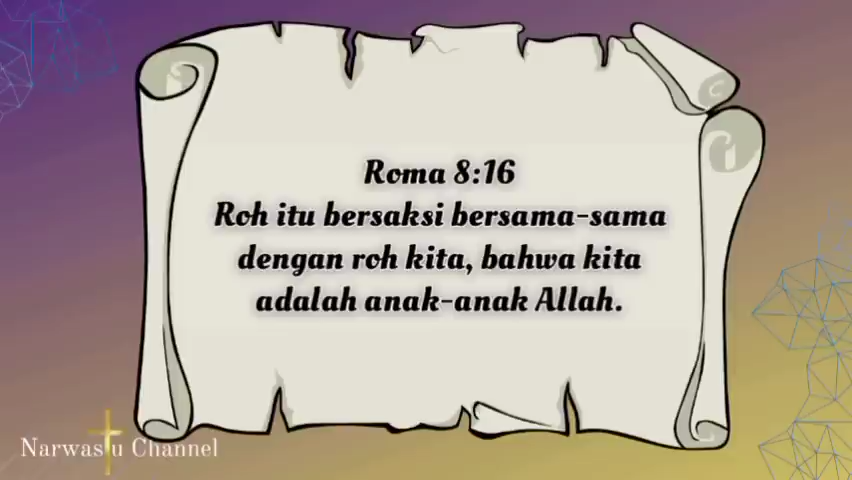 Roma 8:16
Roh itu bersaksi bersama-sama
dengan roh kita, bahwa kita
adalah anak-anak Allah.
Narwastu Channel